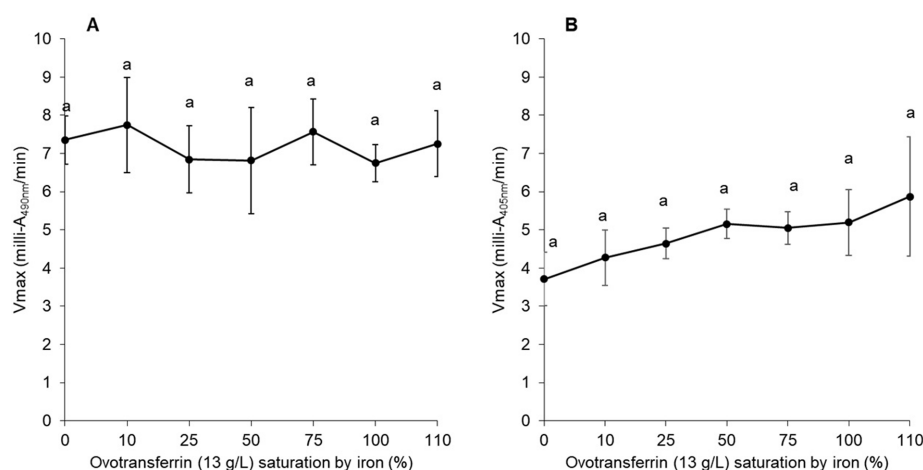 A
10
9
8
7
6
5
4
3
2
1
0
Vmax (milli-A490nm/min)
a a a a a a a
0 10 25 50 75 100 110
Ovotransferrin (13 g/L) saturation by iron (%)
B
10
9
8
7
6
5
4
3
2
1
0
Vmax (milli-A405nm/min)
a a a a a a a
0 10 25 50 75 100 110
Ovotransferrin (13 g/L) saturation by iron (%)